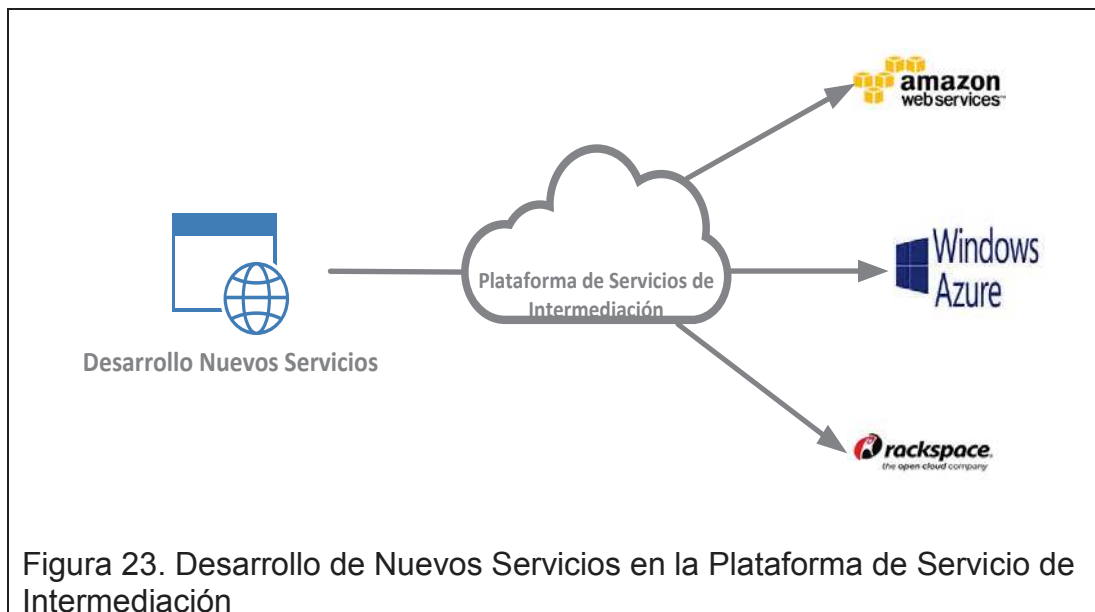 amazon
webservices™
Plataforma de Servicios de
Intermediación
Windows
Azure
Desarrollo Nuevos Servicios
rackspace.
the open cloud company
Figura 23. Desarrollo de Nuevos Servicios en la Plataforma de Servicio de
Intermediación